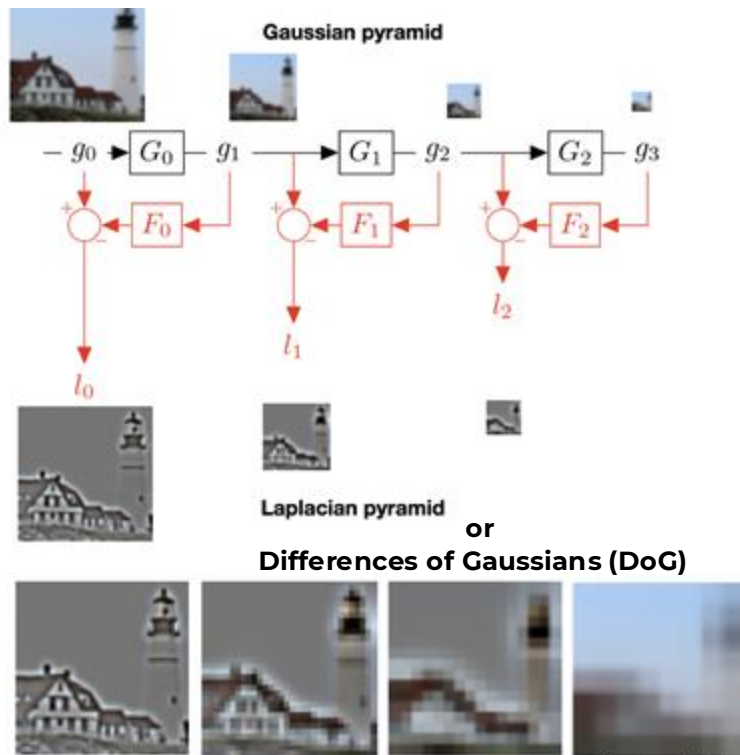 Gaussian pyramid
g₀ G₀ g₁ G₁ g₂ G₂ g₃
+ − F₀ + − F₁ + − F₂
l₂
l₁
l₀
Laplacian pyramid
or
Differences of Gaussians (DoG)